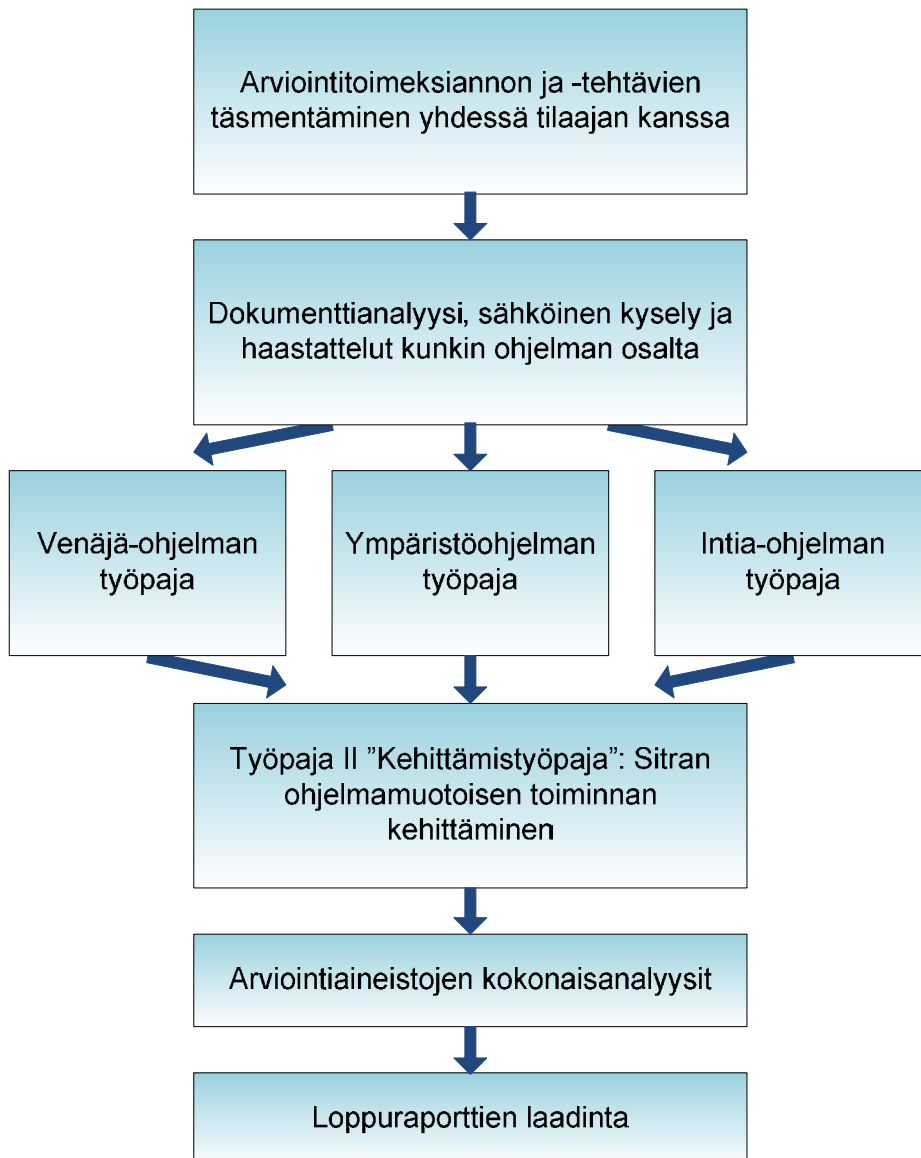 Arviointitoimeksiannon ja -tehtävien
täsmentäminen yhdessä tilaajan kanssa
Dokumenttianalyysi, sähköinen kysely ja
haastattelut kunkin ohjelman osalta
Venäjä-ohjelman
työpaja
Ympäristöohjelman
työpaja
Intia-ohjelman
työpaja
Työpaja II ”Kehittämistyöpaja”: Sitran
ohjelmamuotoisen toiminnan
kehittäminen
Arviointiaineistojen kokonaisanalyysit
Loppuraporttien laadinta